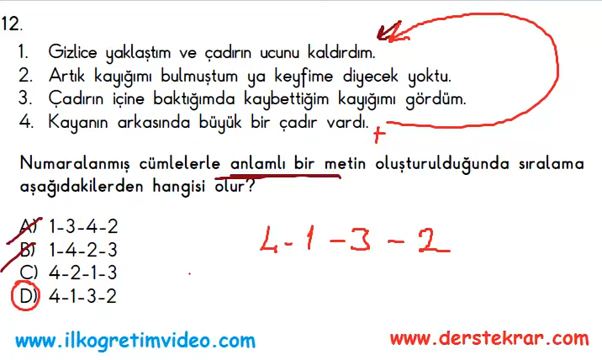 12.
1. Gizlice yaklaştım ve çadırın ucunu kaldırdım.
2. Artık kayığımı bulmuştum ya keyfime diyecek yoktu.
3. Çadırın içine baktığımda kaybettiğim kayığımı gördüm.
4. Kayanın arkasında büyük bir çadır vardı.
Numaralanmış cümlelerle anlamlı bir metin oluşturulduğunda sıralama
aşağıdakilerden hangisi olur?
A) 1-3-4-2
B) 1-4-2-3
4-1-3-2
C) 4-2-1-3
D) 4-1-3-2
www.ilkogretimvideo.com
www.derstekrar.com